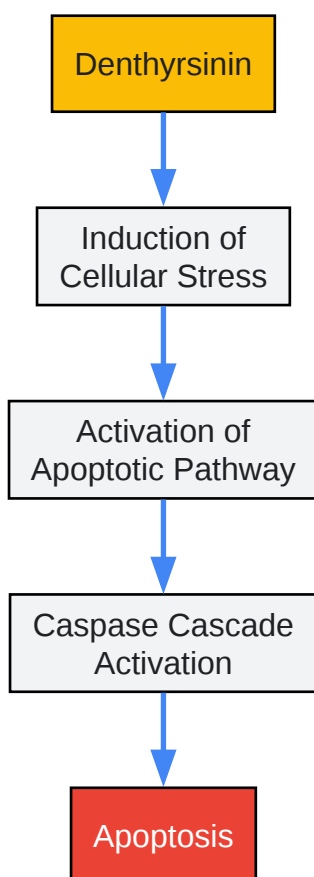 Denthyrsinin
Induction of
Cellular Stress
Activation of
Apoptotic Pathway
Caspase Cascade
Activation
Apoptosis